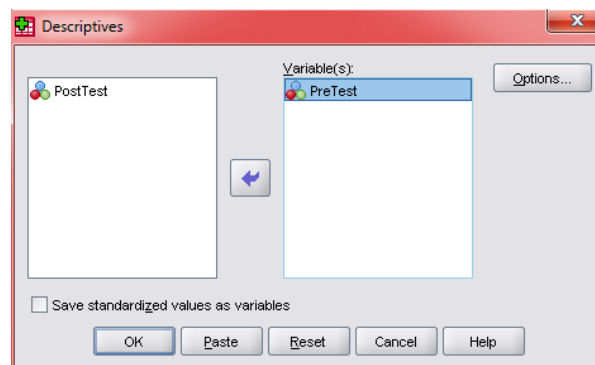 Descriptives
Variable(s):
PostTest
PreTest
Options...
Save standardized values as variables
OK
Paste
Reset
Cancel
Help